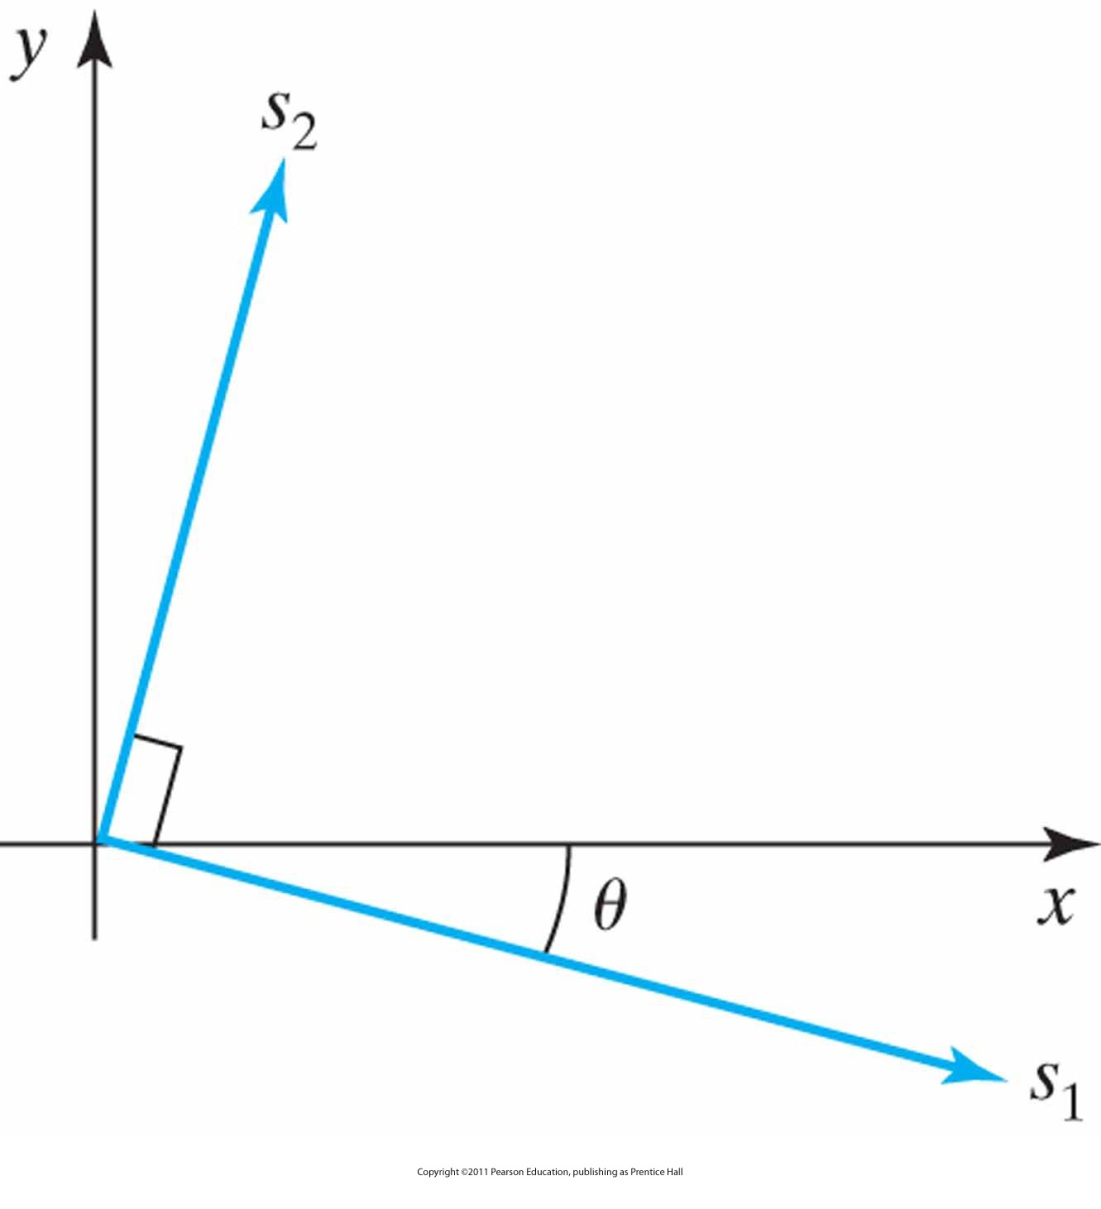 y
s₂
θ
x
s₁
Copyright ©2011 Pearson Education, publishing as Prentice Hall